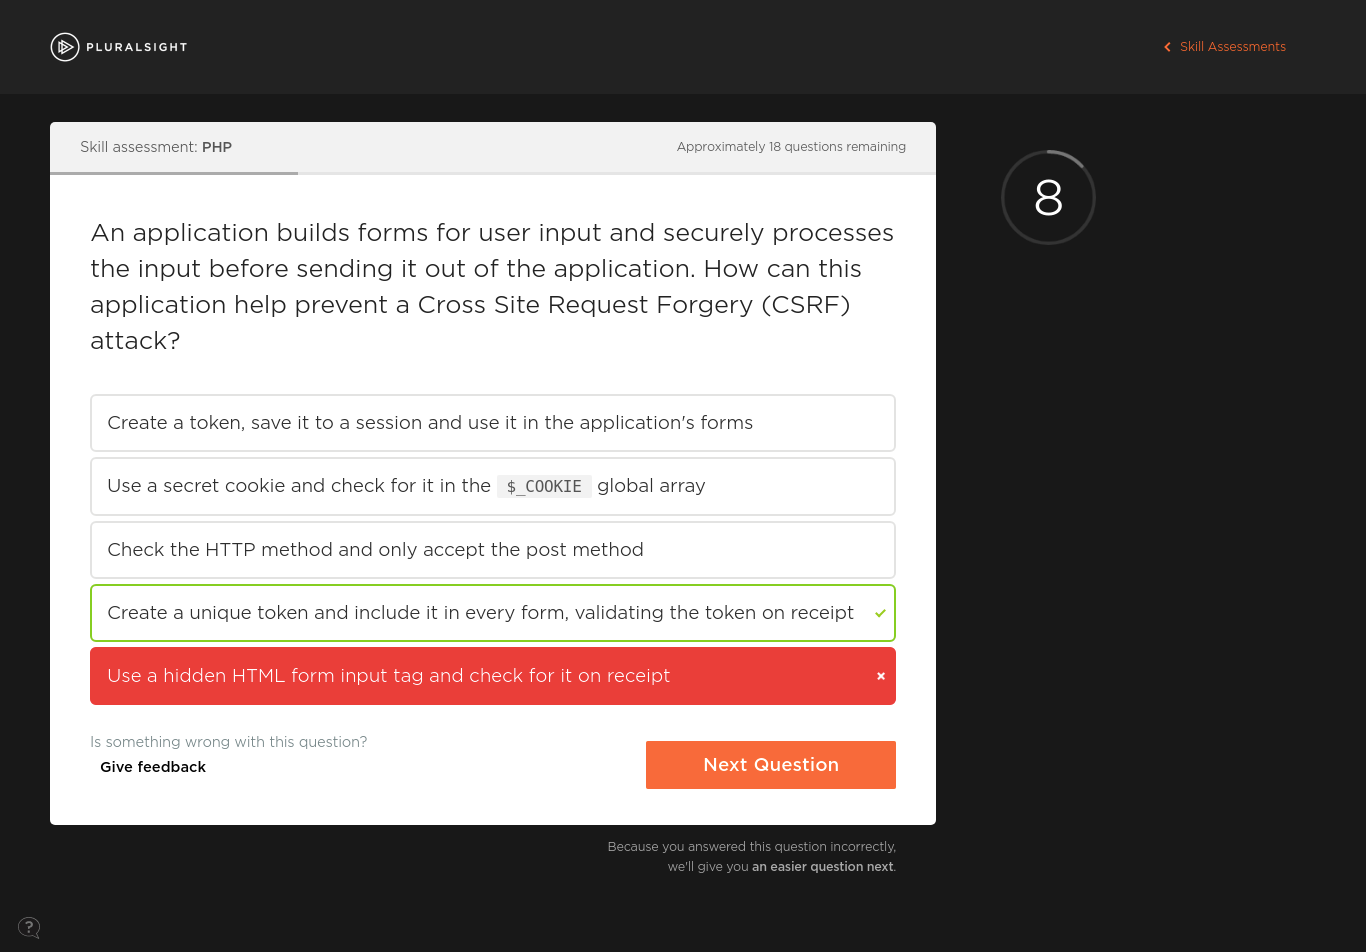 PLURALSIGHT
Skill Assessments
Skill assessment: PHP
Approximately 18 questions remaining
8
An application builds forms for user input and securely processes
the input before sending it out of the application. How can this
application help prevent a Cross Site Request Forgery (CSRF)
attack?
Create a token, save it to a session and use it in the application's forms
Use a secret cookie and check for it in the $_COOKIE global array
Check the HTTP method and only accept the post method
Create a unique token and include it in every form, validating the token on receipt
Use a hidden HTML form input tag and check for it on receipt
Is something wrong with this question?
Give feedback
Next Question
Because you answered this question incorrectly,
we'll give you an easier question next.
?